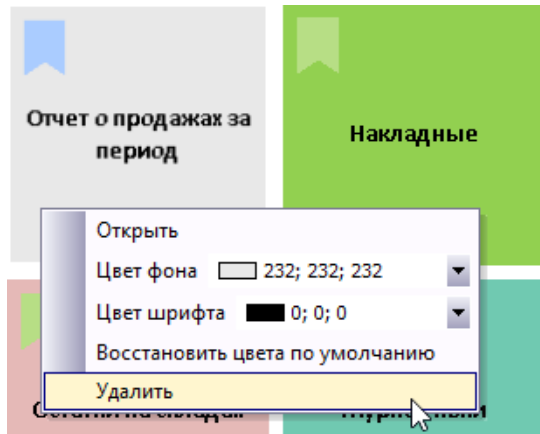 Отчет о продажах за
период
Накладные
Открыть
Цвет фона 232; 232; 232
Цвет шрифта 0; 0; 0
Восстановить цвета по умолчанию
Удалить